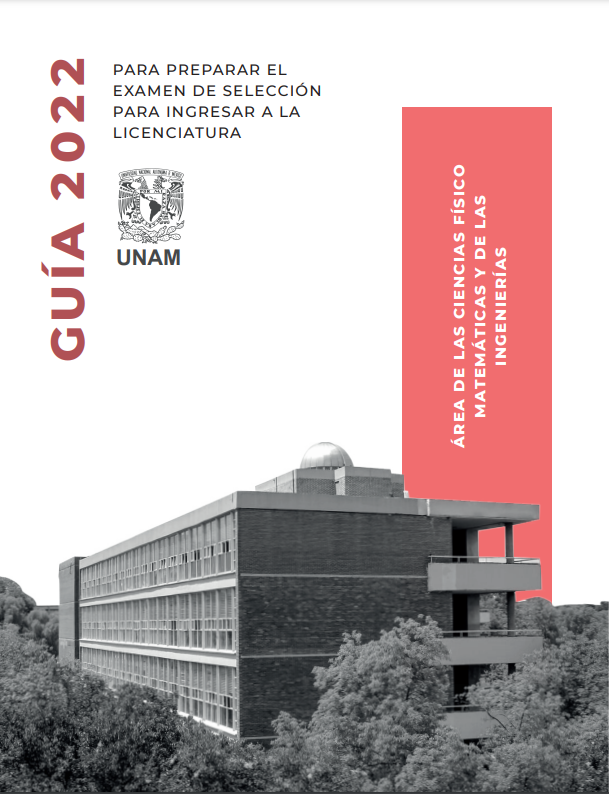 GUÍA 2022
PARA PREPARAR EL
EXAMEN DE SELECCIÓN
PARA INGRESAR A LA
LICENCIATURA
UNAM
ÁREA DE LAS CIENCIAS FÍSICO
MATEMÁTICAS Y DE LAS
INGENIERÍAS